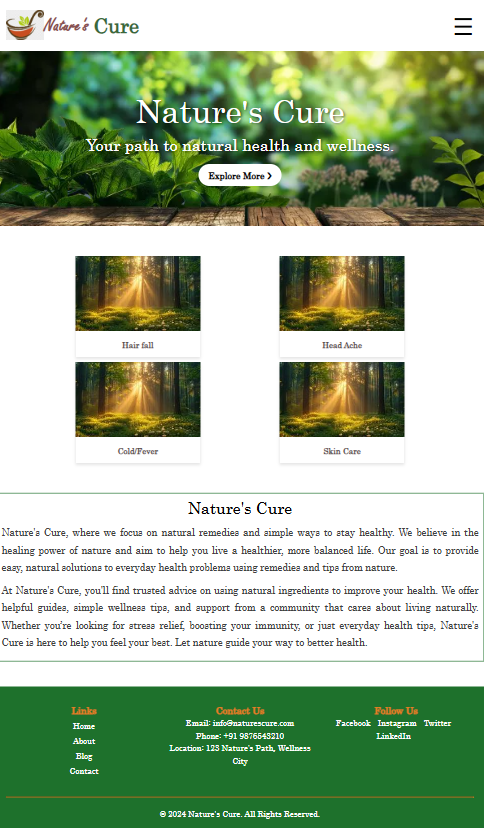 Nature's Cure
Nature's Cure
Your path to natural health and wellness.
Explore More ❯
Hair fall
Head Ache
Cold/Fever
Skin Care
Nature's Cure
Nature's Cure, where we focus on natural remedies and simple ways to stay healthy. We believe in the
healing power of nature and aim to help you live a healthier, more balanced life. Our goal is to provide
easy, natural solutions to everyday health problems using remedies and tips from nature.
At Nature's Cure, you'll find trusted advice on using natural ingredients to improve your health. We offer
helpful guides, simple wellness tips, and support from a community that cares about living naturally.
Whether you're looking for stress relief, boosting your immunity, or just everyday health tips, Nature's
Cure is here to help you feel your best. Let nature guide your way to better health.
Links
Home
About
Blog
Contact
Contact Us
Email: info@naturescure.com
Phone: +91 9876543210
Location: 123 Nature's Path, Wellness
City
Follow Us
Facebook Instagram Twitter
LinkedIn
© 2024 Nature's Cure. All Rights Reserved.